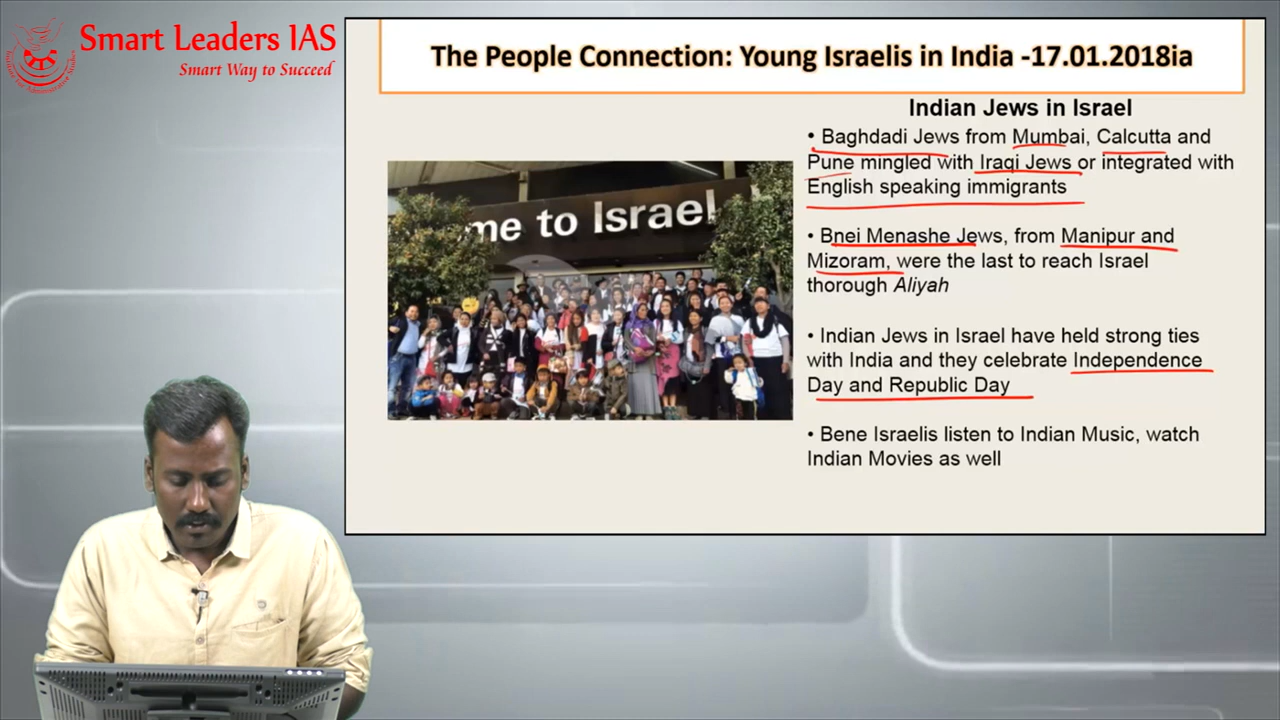 Smart Leaders IAS
Smart Way to Succeed
The People Connection: Young Israelis in India -17.01.2018ia
Indian Jews in Israel
• Baghdadi Jews from Mumbai, Calcutta and
Pune mingled with Iraqi Jews or integrated with
English speaking immigrants
• Bnei Menashe Jews, from Manipur and
Mizoram, were the last to reach Israel
thorough Aliyah
• Indian Jews in Israel have held strong ties
with India and they celebrate Independence
Day and Republic Day
• Bene Israelis listen to Indian Music, watch
Indian Movies as well
me to Israel